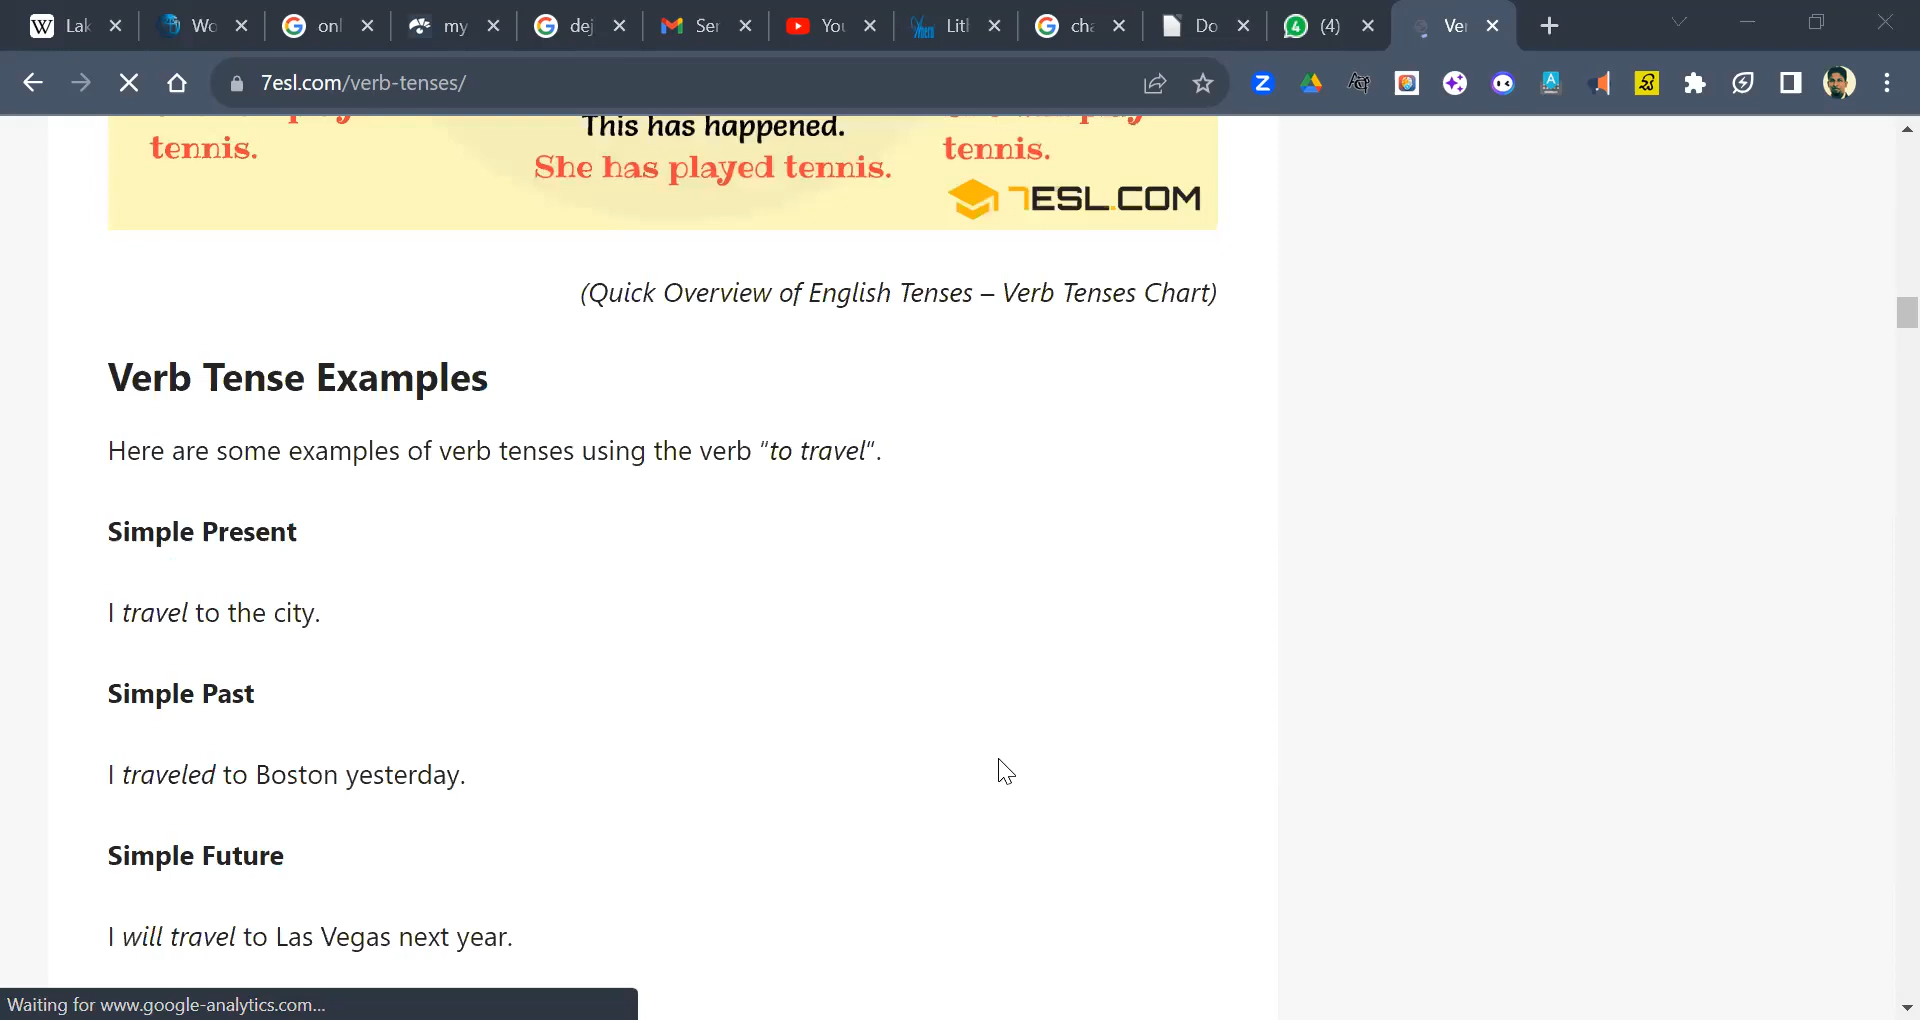 Lak
Wo
onl
my
dej
Ser
You
Litl
cha
Do
(4)
Ver
7esl.com/verb-tenses/
tennis.
This has happened.
She has played tennis.
play
tennis.
7ESL.COM
(Quick Overview of English Tenses – Verb Tenses Chart)
Verb Tense Examples
Here are some examples of verb tenses using the verb "to travel".
Simple Present
I travel to the city.
Simple Past
I traveled to Boston yesterday.
Simple Future
I will travel to Las Vegas next year.
Waiting for www.google-analytics.com...